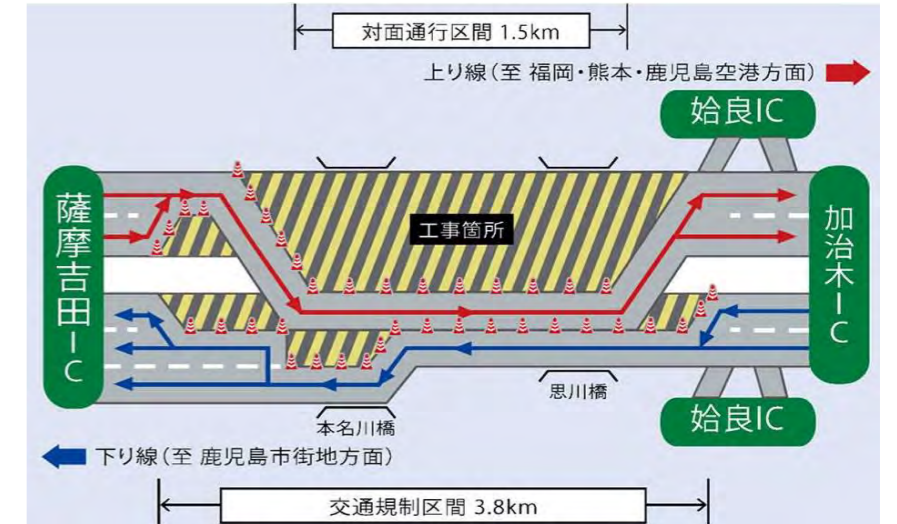 対面通行区間 1.5km
上り線(至 福岡・熊本・鹿児島空港方面)
姶良IC
薩摩吉田IC
工事箇所
加治木IC
思川橋
本名川橋
姶良IC
下り線(至 鹿児島市街地方面)
交通規制区間 3.8km